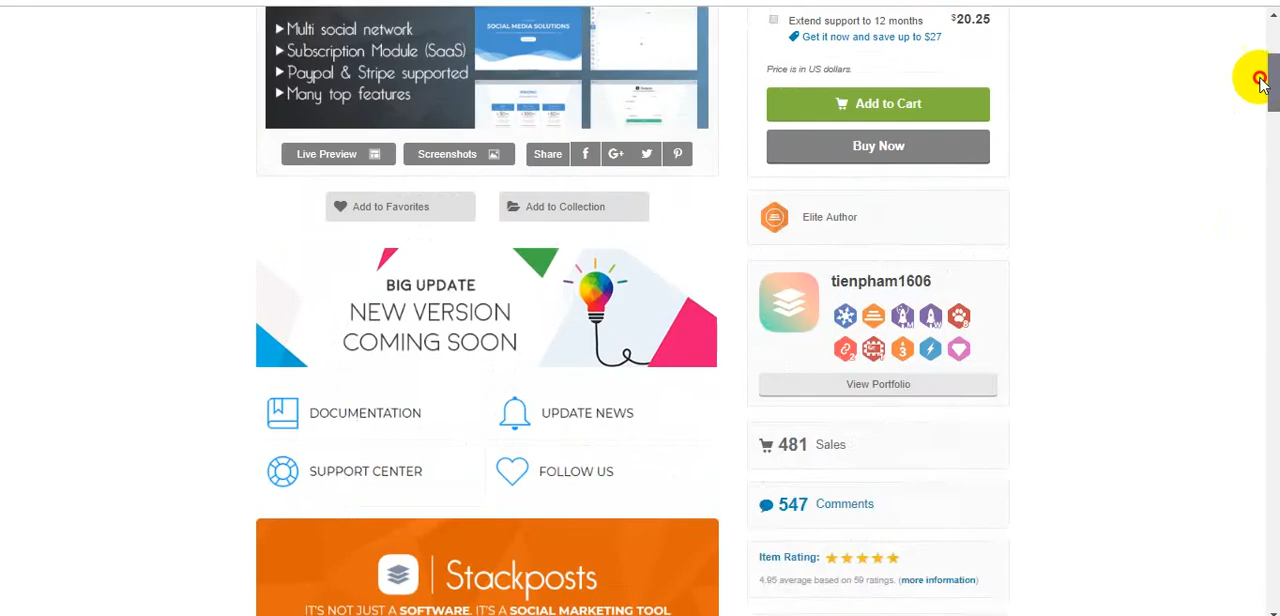 Multi social network
Subscription Module (SaaS)
Paypal & Stripe supported
Many top features
SOCIAL MEDIA SOLUTIONS
Live Preview
Screenshots
Share
Add to Favorites
Add to Collection
BIG UPDATE
NEW VERSION
COMING SOON
DOCUMENTATION
UPDATE NEWS
SUPPORT CENTER
FOLLOW US
Stackposts
IT'S NOT JUST A SOFTWARE. IT'S A SOCIAL MARKETING TOOL
Extend support to 12 months $20.25
Get it now and save up to $27
Price is in US dollars.
Add to Cart
Buy Now
Elite Author
tienpham1606
View Portfolio
481 Sales
547 Comments
Item Rating:
4.95 average based on 59 ratings. (more information)